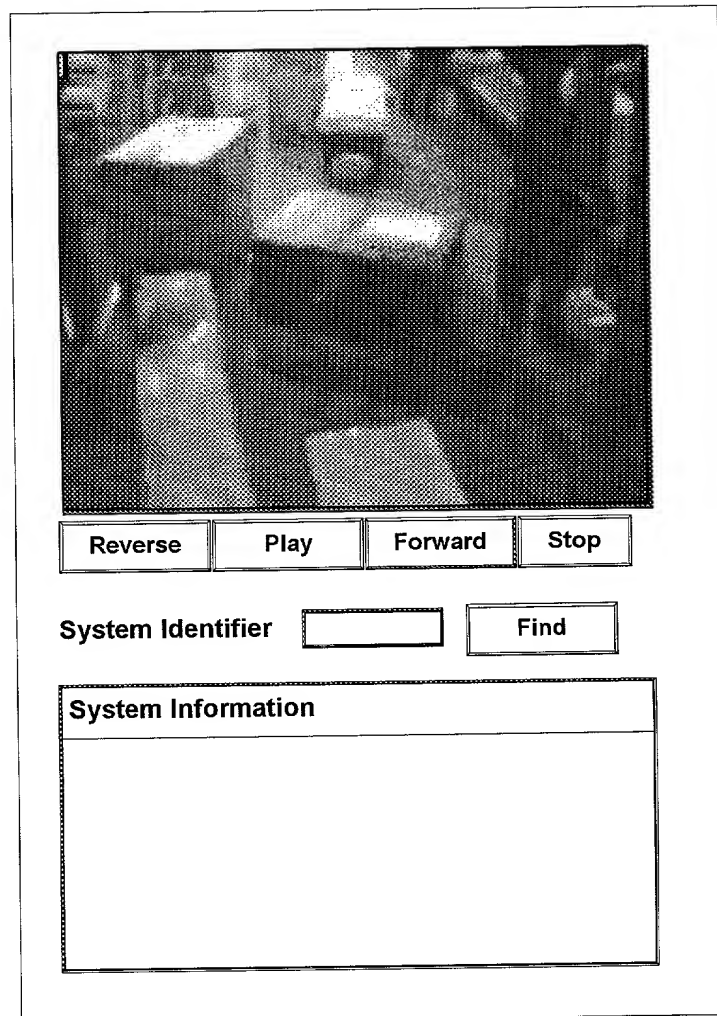 Reverse Play Forward Stop
System Identifier Find
System Information